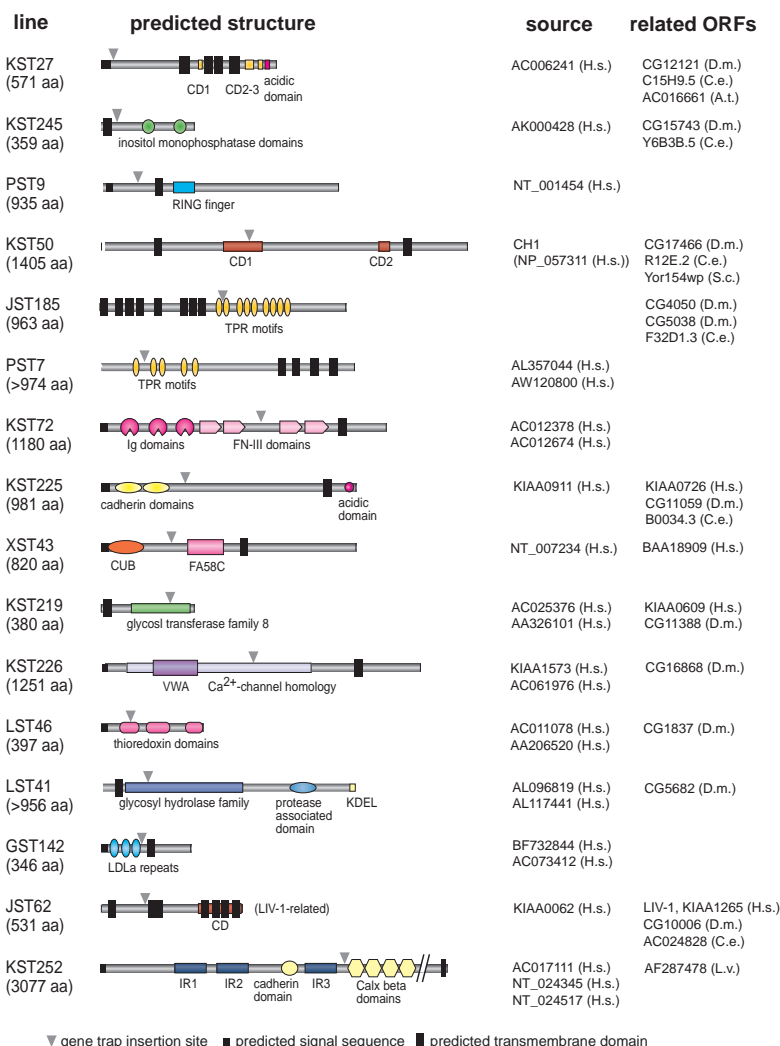 line predicted structure source related ORFs
KST27 AC006241 (H.s.) CG12121 (D.m.)
(571 aa) CD1 CD2-3 acidic C15H9.5 (C.e.)
domain AC016661 (A.t.)
KST245 AK000428 (H.s.) CG15743 (D.m.)
(359 aa) inositol monophosphatase domains Y6B3B.5 (C.e.)
PST9 NT_001454 (H.s.)
(935 aa) RING finger
KST50 CH1 CG17466 (D.m.)
(1405 aa) CD1 CD2 (NP_057311 (H.s.)) R12E.2 (C.e.)
Yor154wp (S.c.)
JST185 CG4050 (D.m.)
(963 aa) TPR motifs CG5038 (D.m.)
F32D1.3 (C.e.)
PST7 AL357044 (H.s.)
(>974 aa) TPR motifs AW120800 (H.s.)
KST72 AC012378 (H.s.)
(1180 aa) Ig domains FN-III domains AC012674 (H.s.)
KST225 KIAA0911 (H.s.) KIAA0726 (H.s.)
(981 aa) cadherin domains acidic CG11059 (D.m.)
domain B0034.3 (C.e.)
XST43 NT_007234 (H.s.) BAA18909 (H.s.)
(820 aa) CUB FA58C
KST219 AC025376 (H.s.) KIAA0609 (H.s.)
(380 aa) glycosl transferase family 8 AA326101 (H.s.) CG11388 (D.m.)
KST226 KIAA1573 (H.s.) CG16868 (D.m.)
(1251 aa) VWA Ca2+-channel homology AC061976 (H.s.)
LST46 AC011078 (H.s.) CG1837 (D.m.)
(397 aa) thioredoxin domains AA206520 (H.s.)
LST41 AL096819 (H.s.) CG5682 (D.m.)
(>956 aa) glycosyl hydrolase family protease KDEL AL117441 (H.s.)
associated
domain
GST142 BF732844 (H.s.)
(346 aa) LDLa repeats AC073412 (H.s.)
JST62 (LIV-1-related) KIAA0062 (H.s.) LIV-1, KIAA1265 (H.s.)
(531 aa) CD CG10006 (D.m.)
AC024828 (C.e.)
KST252 AC017111 (H.s.) AF287478 (L.v.)
(3077 aa) IR1 IR2 cadherin IR3 Calx beta NT_024345 (H.s.)
domain domains NT_024517 (H.s.)
gene trap insertion site predicted signal sequence predicted transmembrane domain